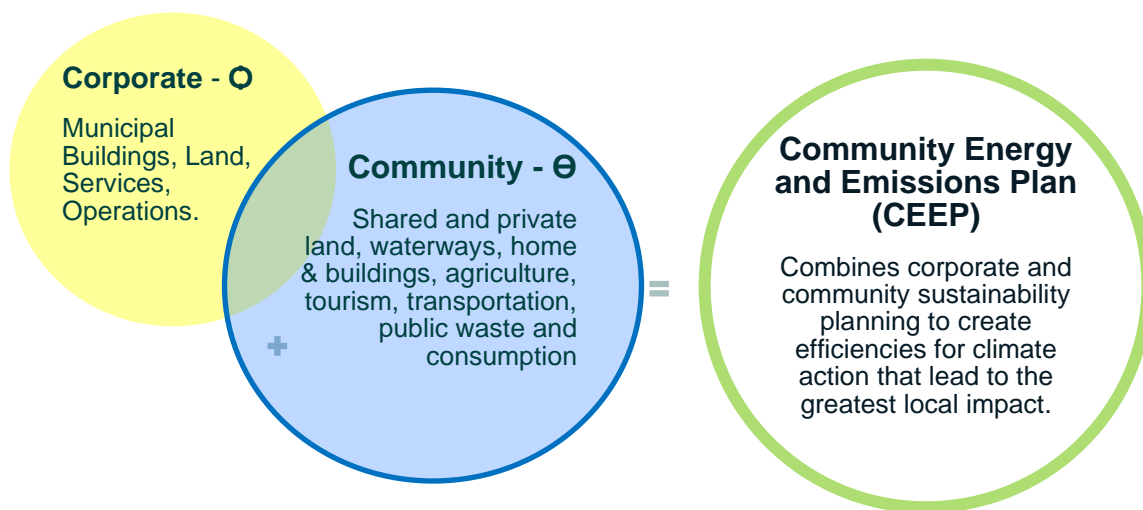 Corporate - Ѻ
Municipal
Buildings, Land,
Services,
Operations.
Community - Ө
Shared and private
land, waterways, home
& buildings, agriculture,
tourism, transportation,
public waste and
consumption
+
=
Community Energy
and Emissions Plan
(CEEP)
Combines corporate and
community sustainability
planning to create
efficiencies for climate
action that lead to the
greatest local impact.